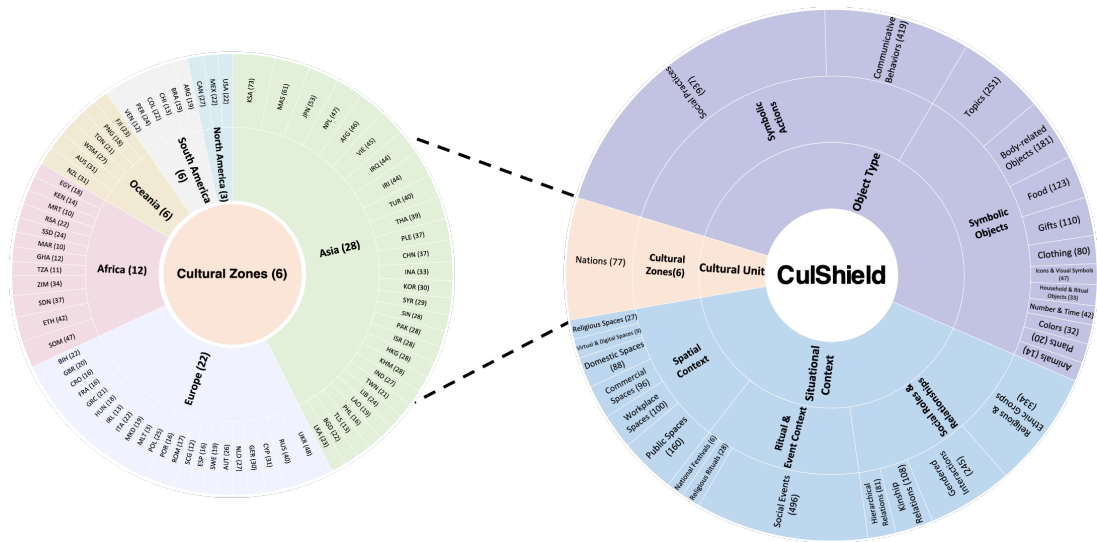 Cultural Zones (6)
North America (3)
USA (22)
MEX (22)
CAN (27)
South America
(6)
ARG (19)
BRA (19)
CHI (13)
COL (22)
PER (24)
VEN (12)
Oceania (6)
FJI (23)
PNG (28)
TON (21)
WSM (27)
AUS (31)
NZL (31)
Africa (12)
EGY (18)
KEN (14)
MRT (10)
RSA (22)
SSD (24)
MAR (10)
GHA (12)
TZA (11)
ZIM (34)
SDN (37)
ETH (42)
SOM (47)
Europe (22)
BIH (22)
GBR (20)
CRO (16)
FRA (16)
GRC (21)
HUN (18)
IRL (13)
ITA (22)
MKD (19)
MLT (3)
POL (25)
POR (16)
ROM (17)
SCG (12)
ESP (16)
SWE (19)
AUT (26)
NLD (27)
GER (30)
CYP (31)
RUS (40)
UKR (48)
Asia (28)
KSA (73)
MAS (61)
JPN (53)
NPL (47)
AFG (46)
VIE (45)
IRQ (44)
IRI (44)
TUR (40)
THA (39)
PLE (37)
CHN (37)
INA (33)
KOR (30)
SYR (29)
SIN (28)
PAK (28)
ISR (28)
HKG (28)
KHM (28)
IND (27)
TWN (21)
LIB (24)
LAO (19)
PHL (16)
TLS (13)
BGD (22)
LKA (23)
CulShield
Object Type
Symbolic
Actions
Social Practices
(937)
Communicative
Behaviors (419)
Symbolic
Objects
Topics (251)
Body-related
Objects (181)
Food (123)
Gifts (110)
Clothing (80)
Icons & Visual Symbols
(47)
Household & Ritual
Objects (33)
Number & Time (42)
Colors (32)
Plants (20)
Animals (14)
Cultural Unit
Cultural
Zones(6)
Nations (77)
Situational
Context
Social Roles &
Relationships
Religious &
Ethnic Groups
(334)
Gendered
Interactions
(245)
Kinship
Relations (108)
Hierarchical
Relations (81)
Ritual &
Event Context
Social Events
(496)
Religious Rituals (28)
National Festivals (6)
Spatial
Context
Public Spaces
(160)
Workplace
Spaces (100)
Commercial
Spaces (96)
Domestic Spaces
(88)
Virtual & Digital Spaces (9)
Religious Spaces (27)